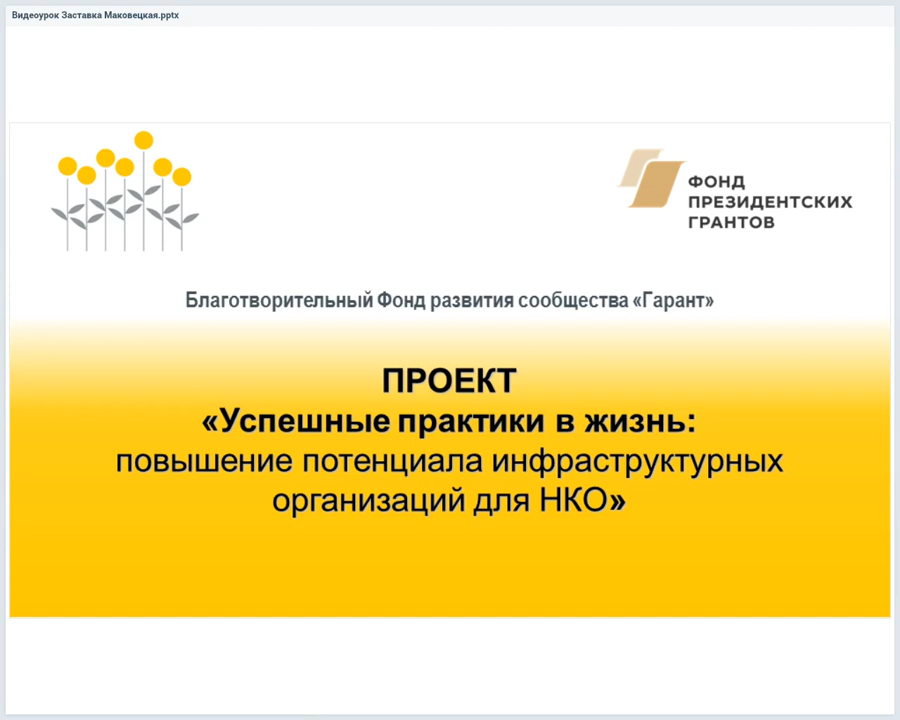 Видеоурок Заставка Маковецкая.pptx
ФОНД
ПРЕЗИДЕНТСКИХ
ГРАНТОВ
Благотворительный Фонд развития сообщества «Гарант»
ПРОЕКТ
«Успешные практики в жизнь:
повышение потенциала инфраструктурных
организаций для НКО»